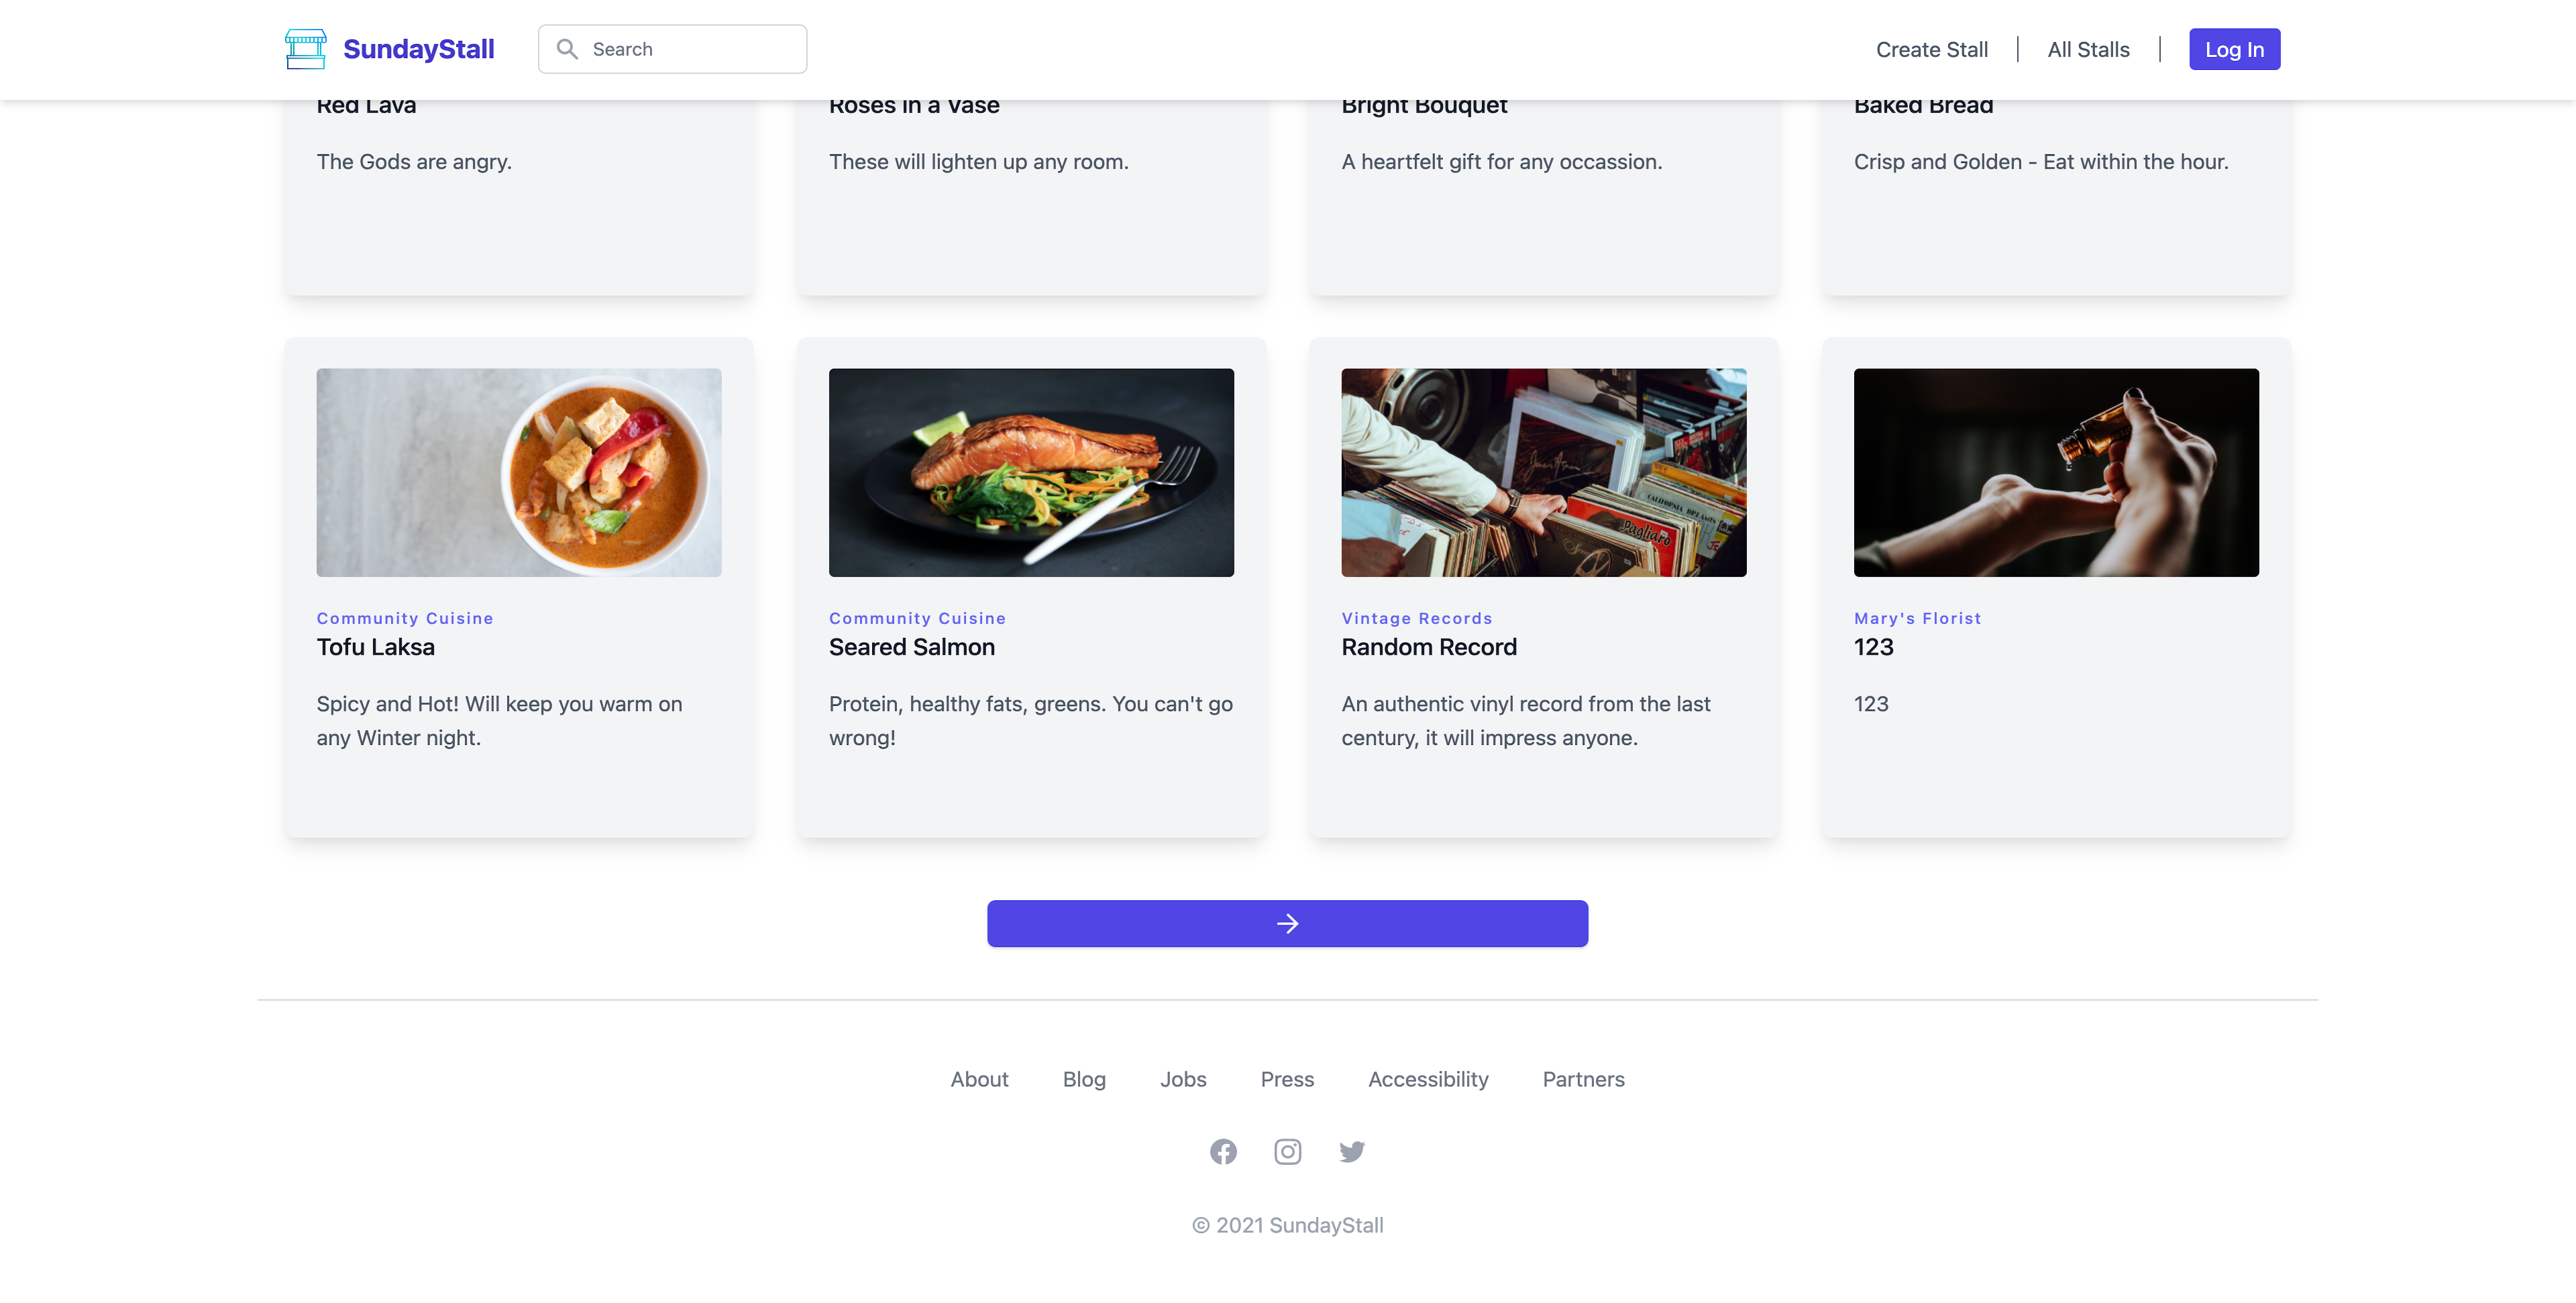 SundayStall
Search
Create Stall
All Stalls
Log In
Red Lava
Roses in a Vase
Bright Bouquet
Baked Bread
The Gods are angry.
These will lighten up any room.
A heartfelt gift for any occassion.
Crisp and Golden - Eat within the hour.
CALIFORNIA DREAMIN
Pagliaro
Community Cuisine
Tofu Laksa
Spicy and Hot! Will keep you warm on
any Winter night.
Community Cuisine
Seared Salmon
Protein, healthy fats, greens. You can't go
wrong!
Vintage Records
Random Record
An authentic vinyl record from the last
century, it will impress anyone.
Mary's Florist
123
123
About
Blog
Jobs
Press
Accessibility
Partners
© 2021 SundayStall